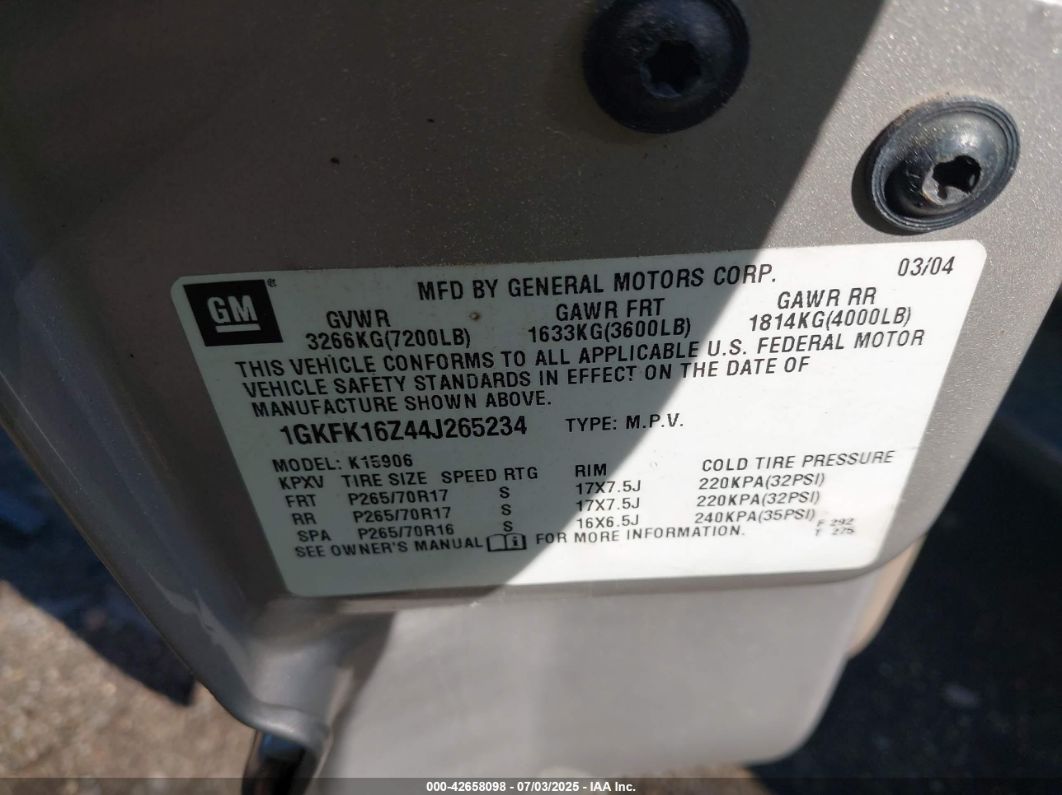 MFD BY GENERAL MOTORS CORP. 03/04
GM
GVWR GAWR FRT GAWR RR
3266KG(7200LB) 1633KG(3600LB) 1814KG(4000LB)
THIS VEHICLE CONFORMS TO ALL APPLICABLE U.S. FEDERAL MOTOR
VEHICLE SAFETY STANDARDS IN EFFECT ON THE DATE OF
MANUFACTURE SHOWN ABOVE.
1GKFK16Z44J265234 TYPE: M.P.V.
MODEL: K15906
KPXV TIRE SIZE SPEED RTG RIM COLD TIRE PRESSURE
FRT P265/70R17 S 17X7.5J 220KPA(32PSI)
RR P265/70R17 S 17X7.5J 220KPA(32PSI)
SPA P265/70R16 S 16X6.5J 240KPA(35PSI)
SEE OWNER'S MANUAL FOR MORE INFORMATION.
F 292
T 275
000-42658098 - 07/03/2025 - IAA Inc.